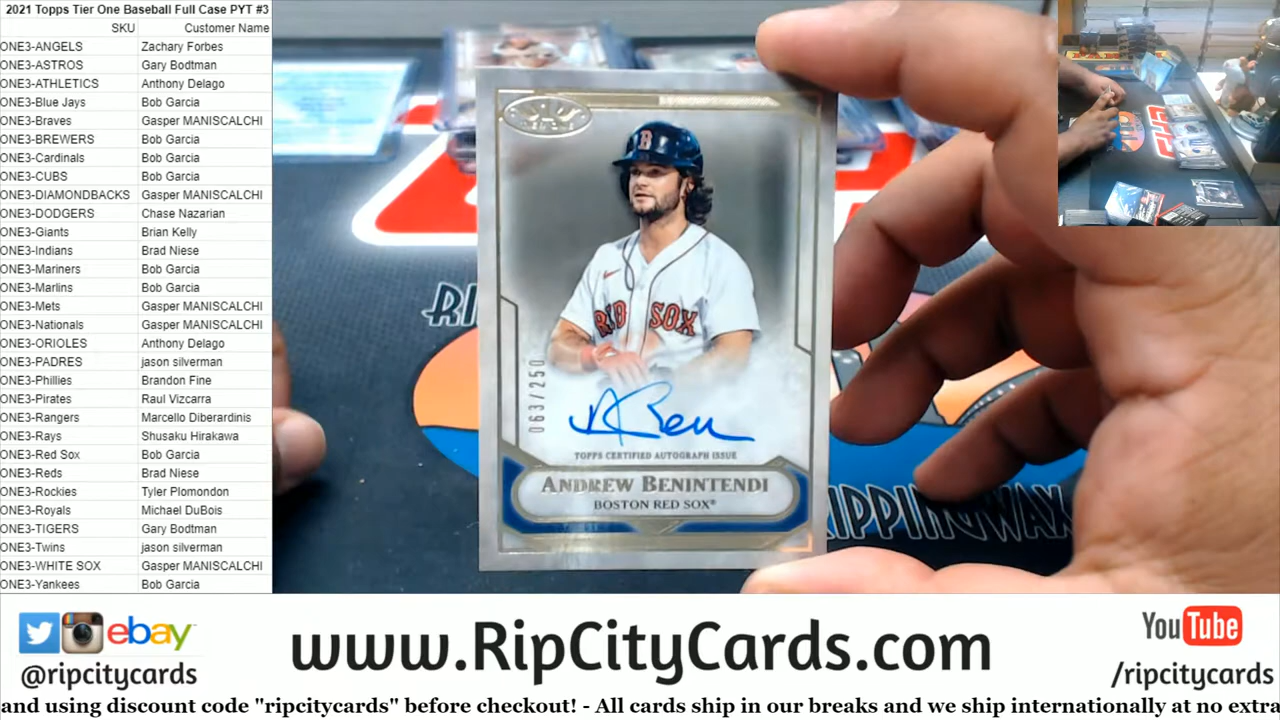 2021 Topps Tier One Baseball Full Case PYT #3
SKU Customer Name
ONE3-ANGELS Zachary Forbes
ONE3-ASTROS Gary Bodtman
ONE3-ATHLETICS Anthony Delago
ONE3-Blue Jays Bob Garcia
ONE3-Braves Gasper MANISCALCHI
ONE3-BREWERS Bob Garcia
ONE3-Cardinals Bob Garcia
ONE3-CUBS Bob Garcia
ONE3-DIAMONDBACKS Gasper MANISCALCHI
ONE3-DODGERS Chase Nazarian
ONE3-Giants Brian Kelly
ONE3-Indians Brad Niese
ONE3-Mariners Bob Garcia
ONE3-Marlins Bob Garcia
ONE3-Mets Gasper MANISCALCHI
ONE3-Nationals Gasper MANISCALCHI
ONE3-ORIOLES Anthony Delago
ONE3-PADRES jason silverman
ONE3-Phillies Brandon Fine
ONE3-Pirates Raul Vizcarra
ONE3-Rangers Marcello Diberardinis
ONE3-Rays Shusaku Hirakawa
ONE3-Red Sox Bob Garcia
ONE3-Reds Brad Niese
ONE3-Rockies Tyler Plomondon
ONE3-Royals Michael DuBois
ONE3-TIGERS Gary Bodtman
ONE3-Twins jason silverman
ONE3-WHITE SOX Gasper MANISCALCHI
ONE3-Yankees Bob Garcia
B
RED SOX
063/250
TOPPS CERTIFIED AUTOGRAPH ISSUE
ANDREW BENINTENDI
BOSTON RED SOX®
RIP
IPPINGWAX
ebay
@ripcitycards
www.RipCityCards.com
YouTube
/ripcitycards
and using discount code "ripcitycards" before checkout! - All cards ship in our breaks and we ship internationally at no extra